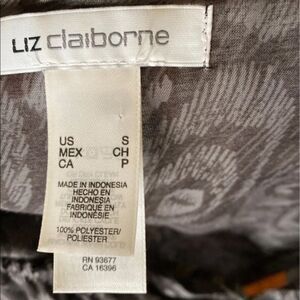 LIZ claiborne
US S
MEX CH
CA P
MADE IN INDONESIA
HECHO EN
INDONESIA
FABRIQUÉ EN
INDONÉSIE
100% POLYESTER/
POLIESTER
RN 93677
CA 16396